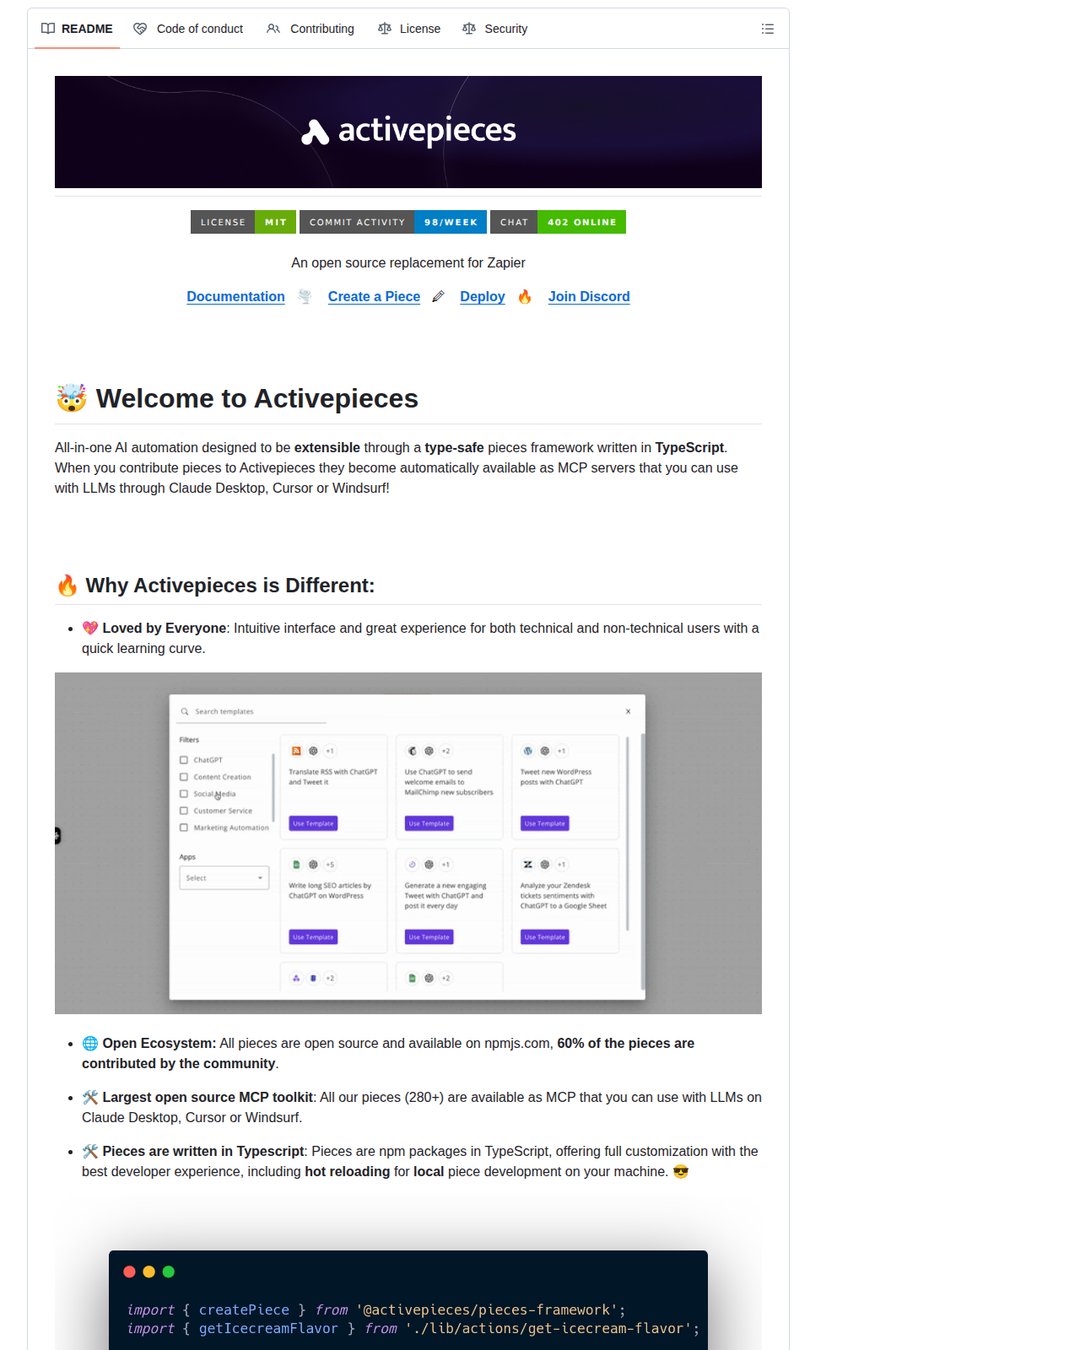 README
Code of conduct
Contributing
License
Security
activepieces
LICENSE MIT
COMMIT ACTIVITY 98/WEEK
CHAT 402 ONLINE
An open source replacement for Zapier
Documentation 🌪️ Create a Piece 🖉 Deploy 🔥 Join Discord
🤯 Welcome to Activepieces
All-in-one AI automation designed to be extensible through a type-safe pieces framework written in TypeScript.
When you contribute pieces to Activepieces they become automatically available as MCP servers that you can use
with LLMs through Claude Desktop, Cursor or Windsurf!
🔥 Why Activepieces is Different:
• 💖 Loved by Everyone: Intuitive interface and great experience for both technical and non-technical users with a
quick learning curve.
Search templates
Filters
ChatGPT
Content Creation
Social Media
Customer Service
Marketing Automation
Apps
Select
+1
Translate RSS with ChatGPT
and Tweet it
Use Template
+2
Use ChatGPT to send
welcome emails to
MailChimp new subscribers
Use Template
+1
Tweet new WordPress
posts with ChatGPT
Use Template
+5
Write long SEO articles by
ChatGPT on WordPress
Use Template
+1
Generate a new engaging
Tweet with ChatGPT and
post it every day
Use Template
+1
Analyze your Zendesk
tickets sentiments with
ChatGPT to a Google Sheet
Use Template
+2
+2
• 🌐 Open Ecosystem: All pieces are open source and available on npmjs.com, 60% of the pieces are
contributed by the community.
• 🛠️ Largest open source MCP toolkit: All our pieces (280+) are available as MCP that you can use with LLMs on
Claude Desktop, Cursor or Windsurf.
• 🛠️ Pieces are written in Typescript: Pieces are npm packages in TypeScript, offering full customization with the
best developer experience, including hot reloading for local piece development on your machine. 😎
import { createPiece } from '@activepieces/pieces-framework';
import { getIcecreamFlavor } from './lib/actions/get-icecream-flavor';